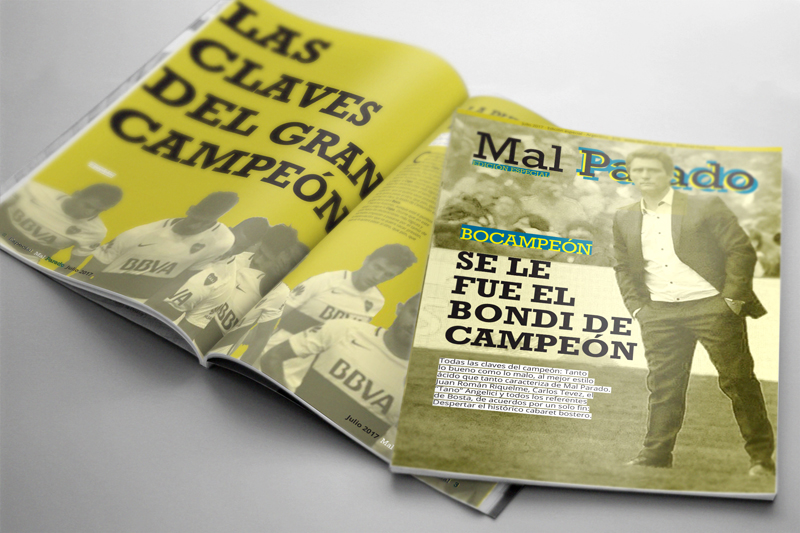 LAS
CLAVES
DEL GRAN
CAMPEÓN
BBVA
BBVA
BBVA
BBVA
Julio 2017
Mal Parado
EDICIÓN ESPECIAL
BOCAMPEÓN
SE LE
FUE EL
BONDI DE
CAMPEÓN
Todas las claves del campeón; Tanto
lo bueno como lo malo, al mejor estilo
ácido que tanto caracteriza de Mal Parado.
Juan Román Riquelme, Carlos Tevez, el
"Tano" Angelici y todos los referentes
de Bosta, de acuerdos por un solo fin:
Despertar el histórico cabaret bostero.